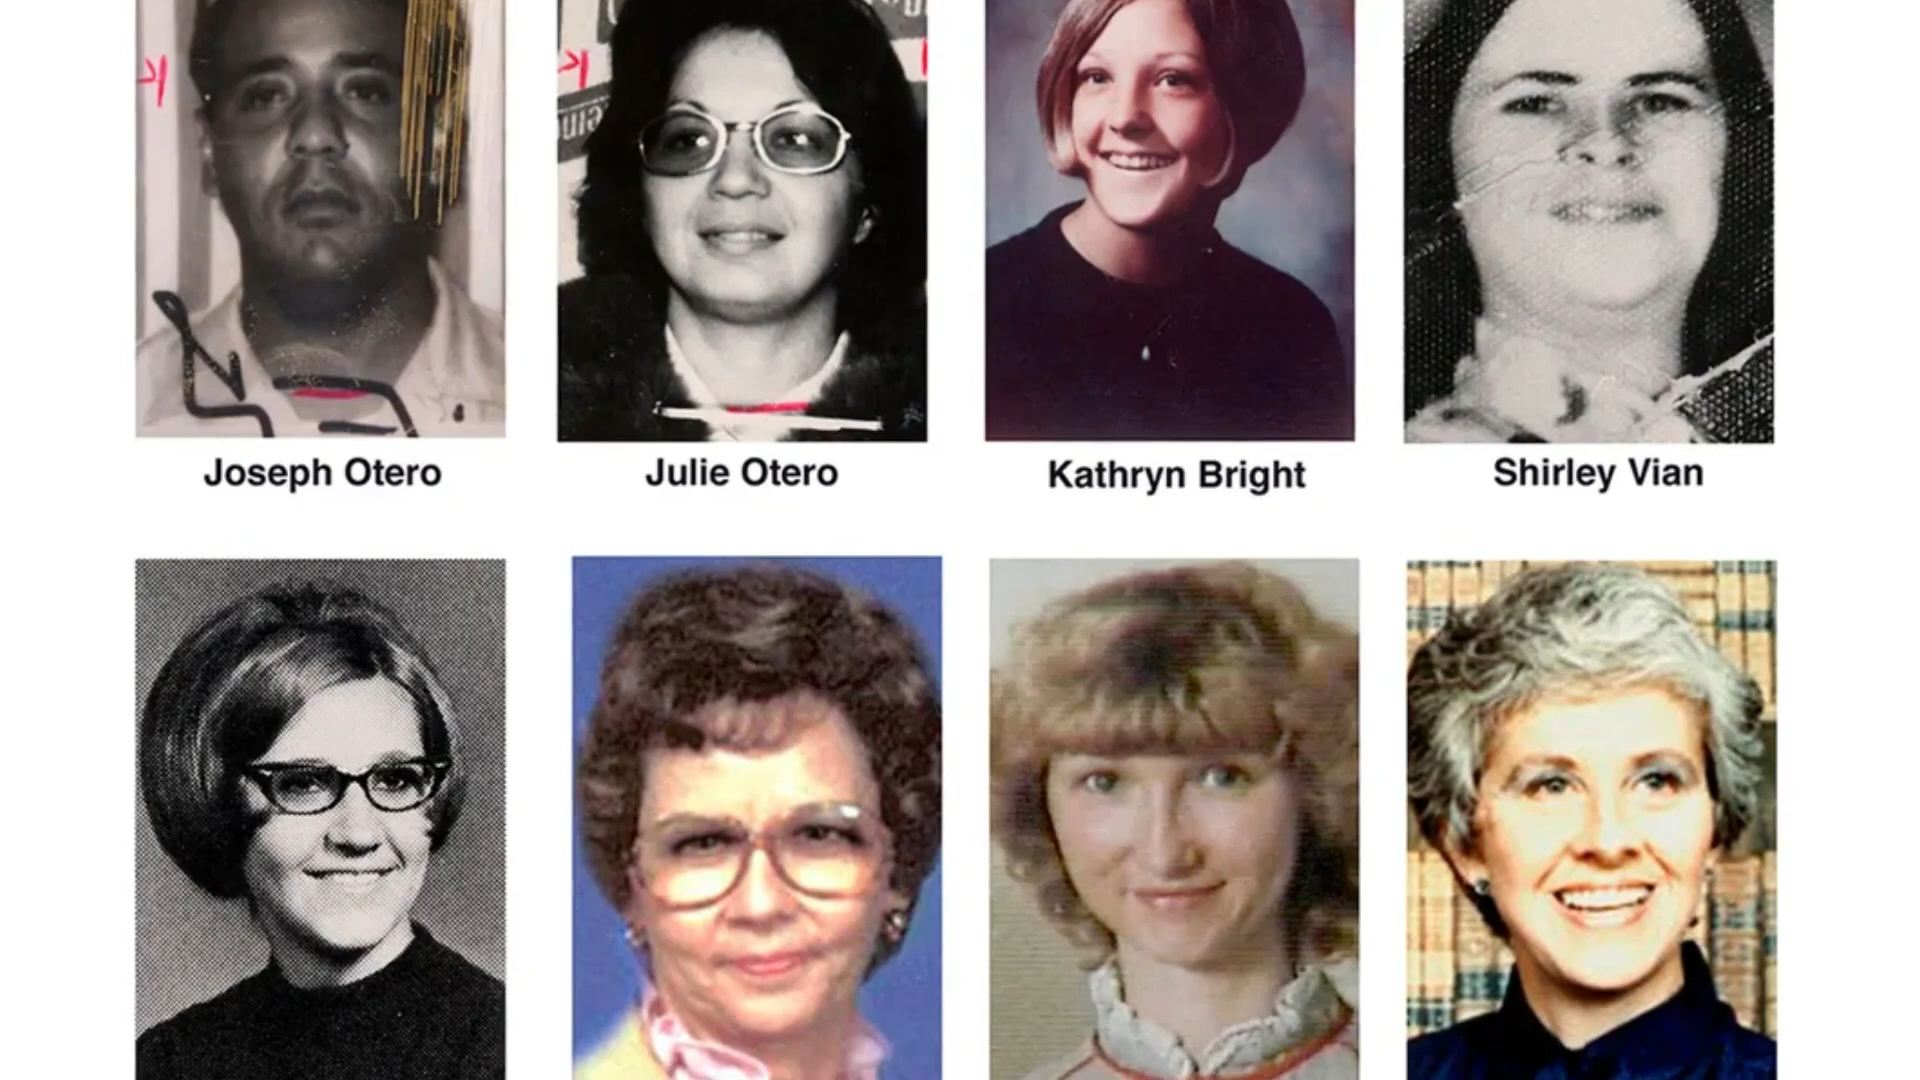 Joseph Otero
Julie Otero
Kathryn Bright
Shirley Vian